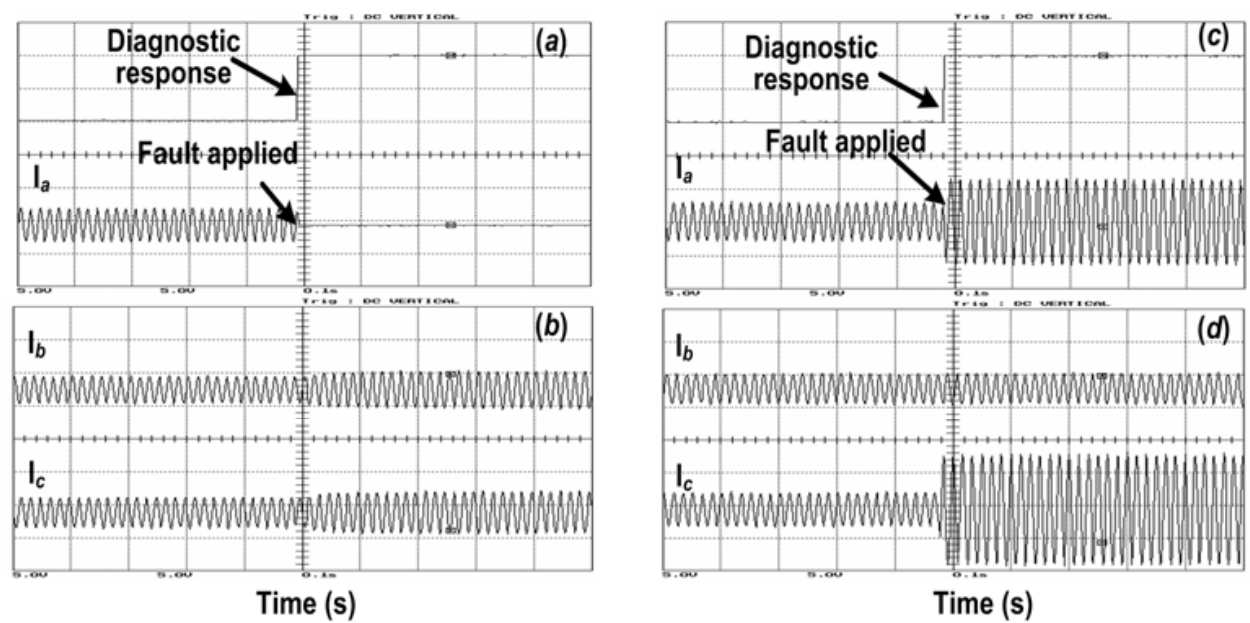 Trig : DC VERTICAL
(a)
Diagnostic
response
Fault applied
Ia
5.0V 5.0V 0.1s
Trig : DC VERTICAL
(b)
Ib
Ic
5.0V 5.0V 0.1s
Time (s)
Trig : DC VERTICAL
(c)
Diagnostic
response
Fault applied
Ia
5.0V 5.0V 0.1s
Trig : DC VERTICAL
(d)
Ib
Ic
5.0V 5.0V 0.1s
Time (s)